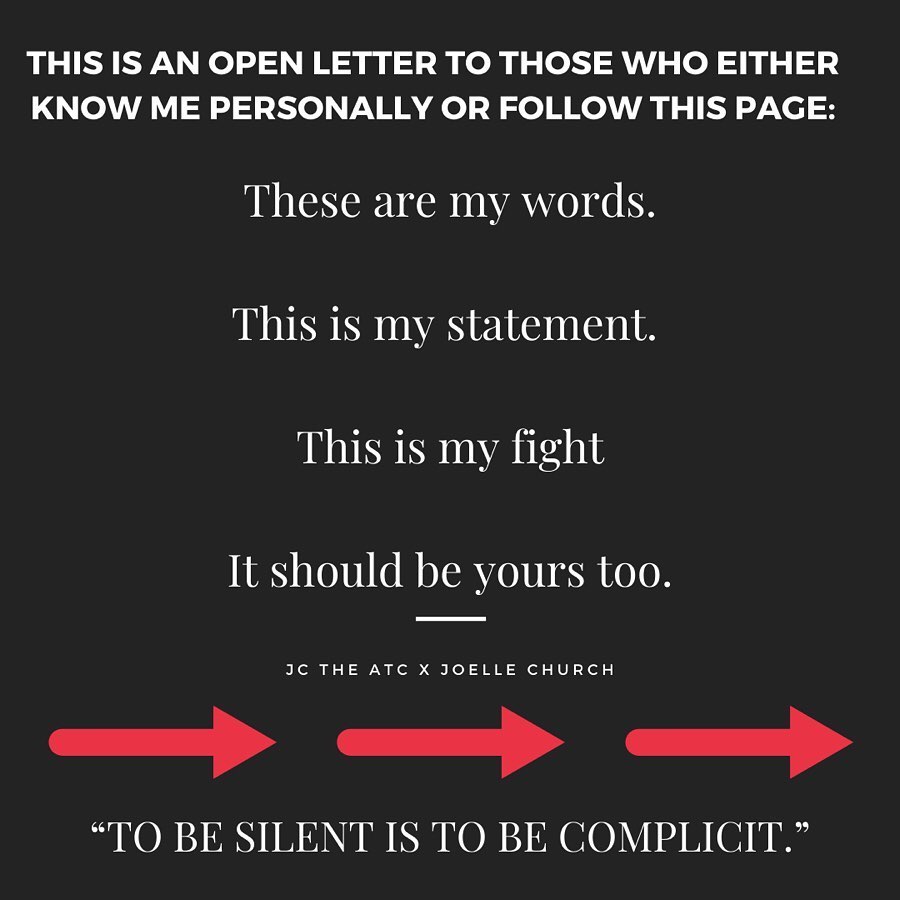 THIS IS AN OPEN LETTER TO THOSE WHO EITHER
KNOW ME PERSONALLY OR FOLLOW THIS PAGE:
These are my words.
This is my statement.
This is my fight
It should be yours too.
JC THE ATC X JOELLE CHURCH
“TO BE SILENT IS TO BE COMPLICIT.”